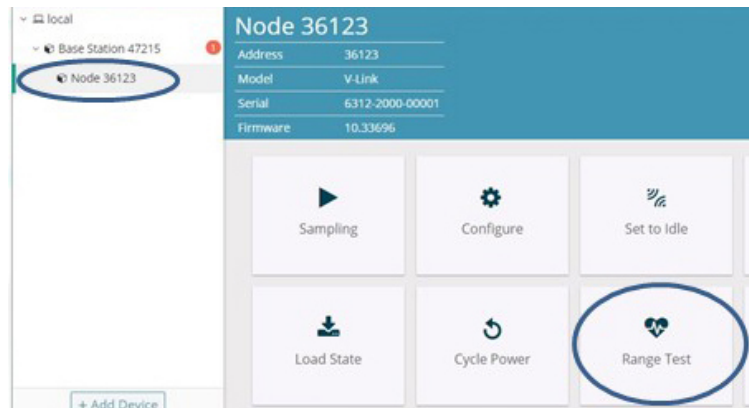 local
Base Station 47215
1
Node 36123
+ Add Device
Node 36123
Address 36123
Model V-Link
Serial 6312-2000-00001
Firmware 10.33696
Sampling
Configure
Set to Idle
Load State
Cycle Power
Range Test